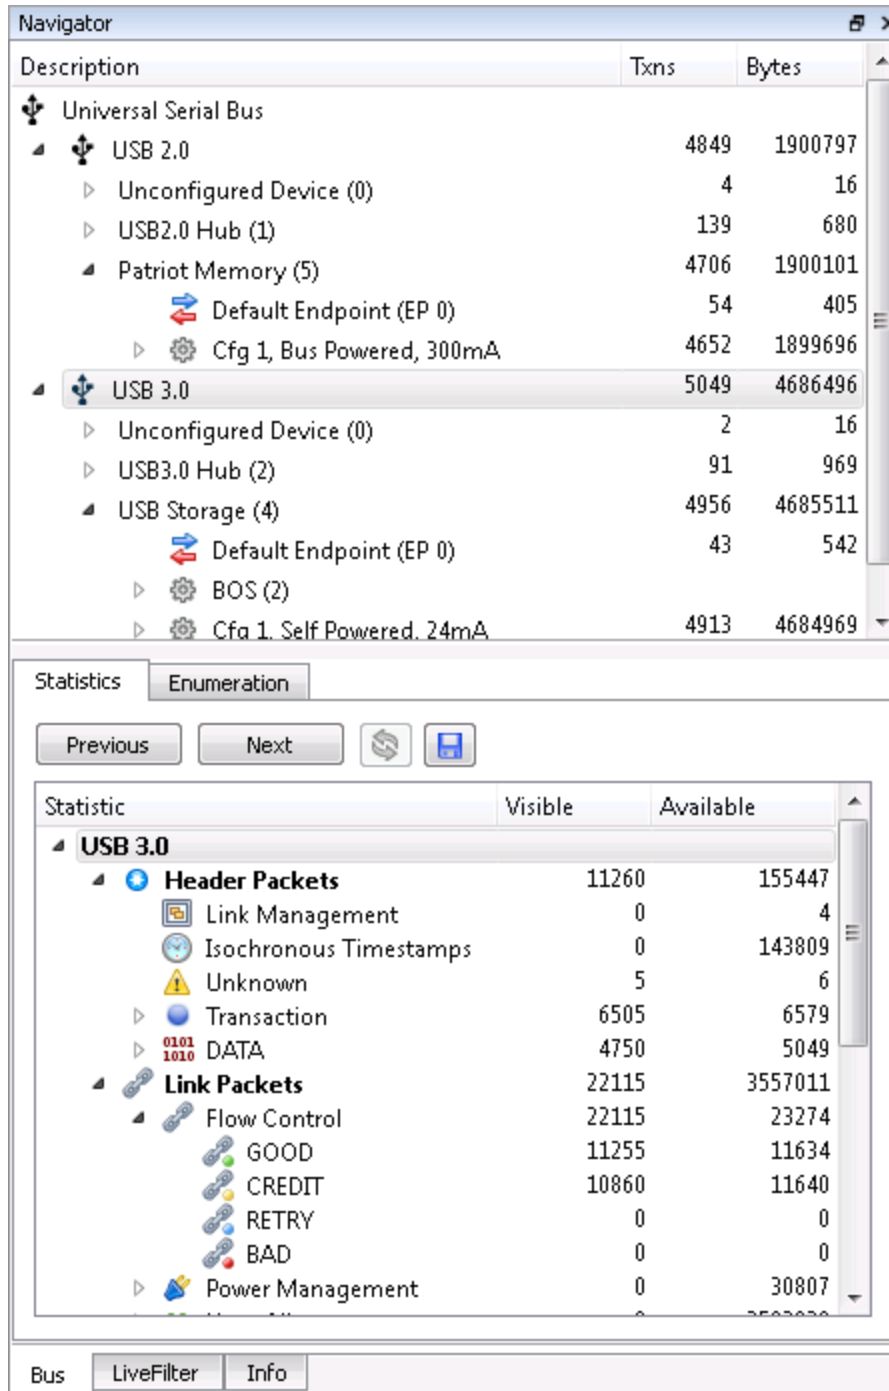 Navigator
Description Txns Bytes
Universal Serial Bus
USB 2.0 4849 1900797
Unconfigured Device (0) 4 16
USB2.0 Hub (1) 139 680
Patriot Memory (5) 4706 1900101
Default Endpoint (EP 0) 54 405
Cfg 1, Bus Powered, 300mA 4652 1899696
USB 3.0 5049 4686496
Unconfigured Device (0) 2 16
USB3.0 Hub (2) 91 969
USB Storage (4) 4956 4685511
Default Endpoint (EP 0) 43 542
BOS (2)
Cfg 1, Self Powered, 24mA 4913 4684969
Statistics Enumeration
Previous Next
Statistic Visible Available
USB 3.0
Header Packets 11260 155447
Link Management 0 4
Isochronous Timestamps 0 143809
Unknown 5 6
Transaction 6505 6579
0101 1010 DATA 4750 5049
Link Packets 22115 3557011
Flow Control 22115 23274
GOOD 11255 11634
CREDIT 10860 11640
RETRY 0 0
BAD 0 0
Power Management 0 30807
Bus LiveFilter Info